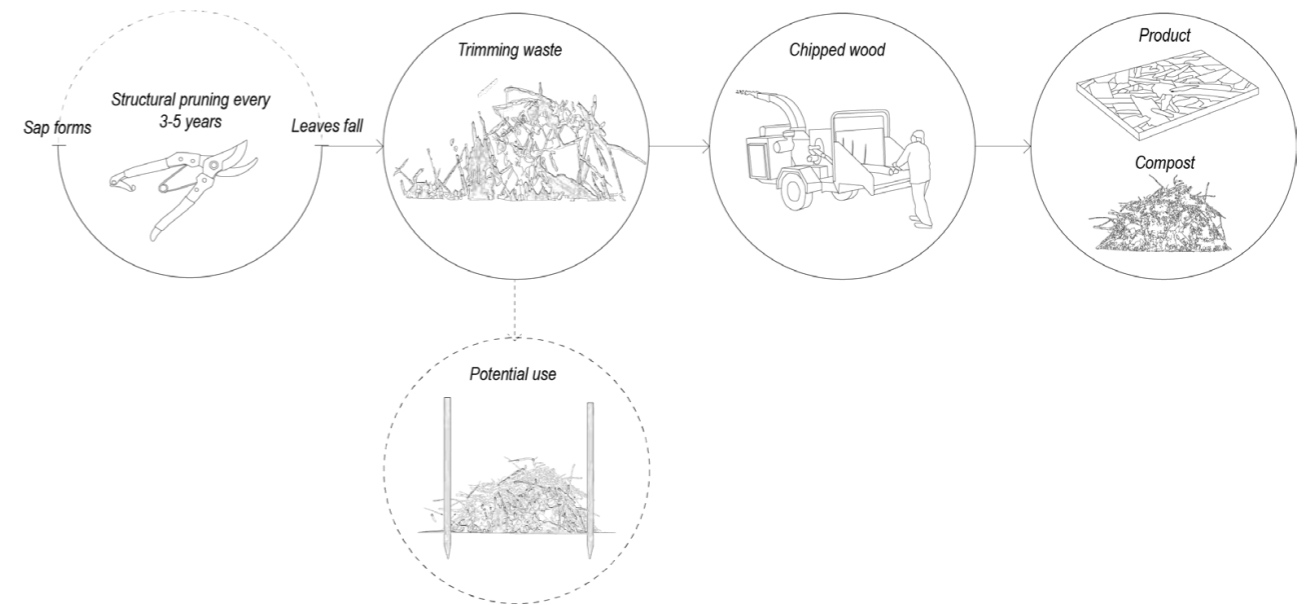 Sap forms
Structural pruning every
3-5 years
Leaves fall
Trimming waste
Chipped wood
Product
Compost
Potential use